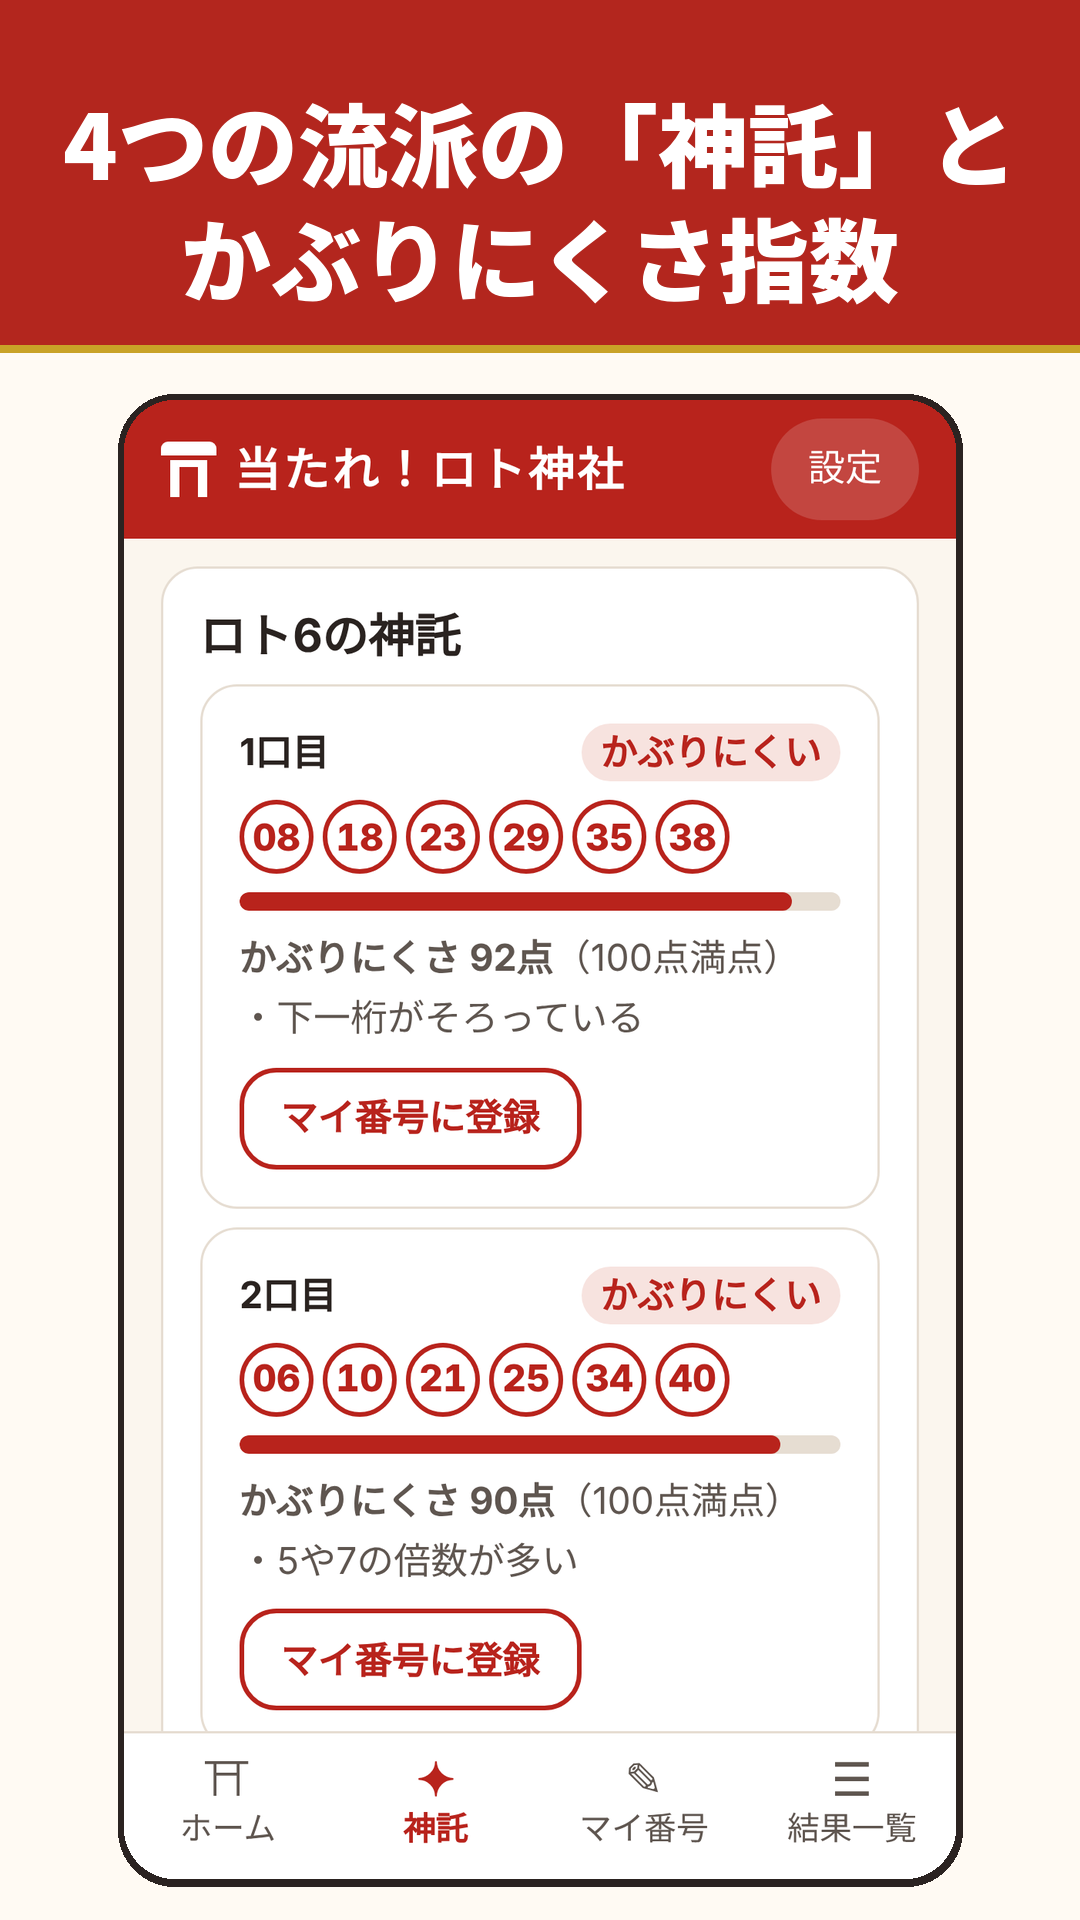 4つの流派の「神託」と
かぶりにくさ指数
当たれ！ロト神社
設定
ロト6の神託
1口目
かぶりにくい
08 18 23 29 35 38
かぶりにくさ 92点（100点満点）
・下一桁がそろっている
マイ番号に登録
2口目
かぶりにくい
06 10 21 25 34 40
かぶりにくさ 90点（100点満点）
・5や7の倍数が多い
マイ番号に登録
ホーム
神託
マイ番号
結果一覧